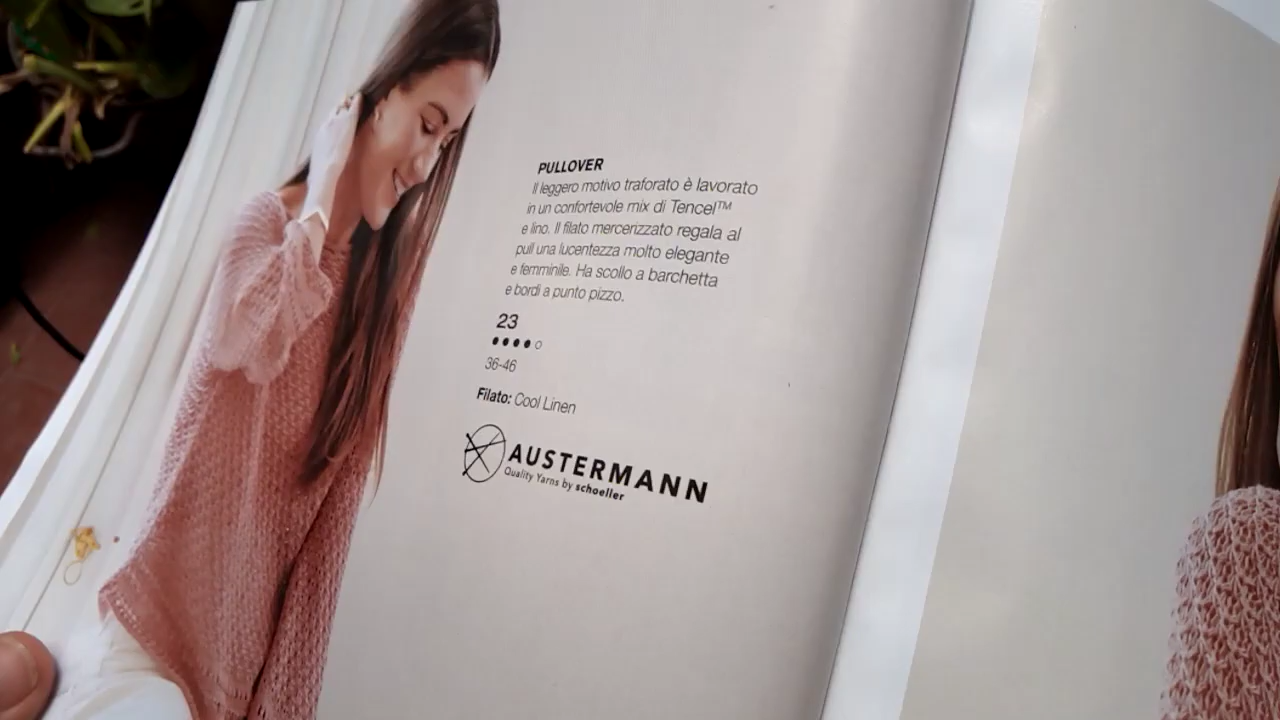 PULLOVER
Il leggero motivo traforato è lavorato
in un confortevole mix di Tencel™
e lino. Il filato mercerizzato regala al
pull una lucentezza molto elegante
e femminile. Ha scollo a barchetta
e bordi a punto pizzo.
23
36-46
Filato: Cool Linen
AUSTERMANN
Quality Yarns by schoeller